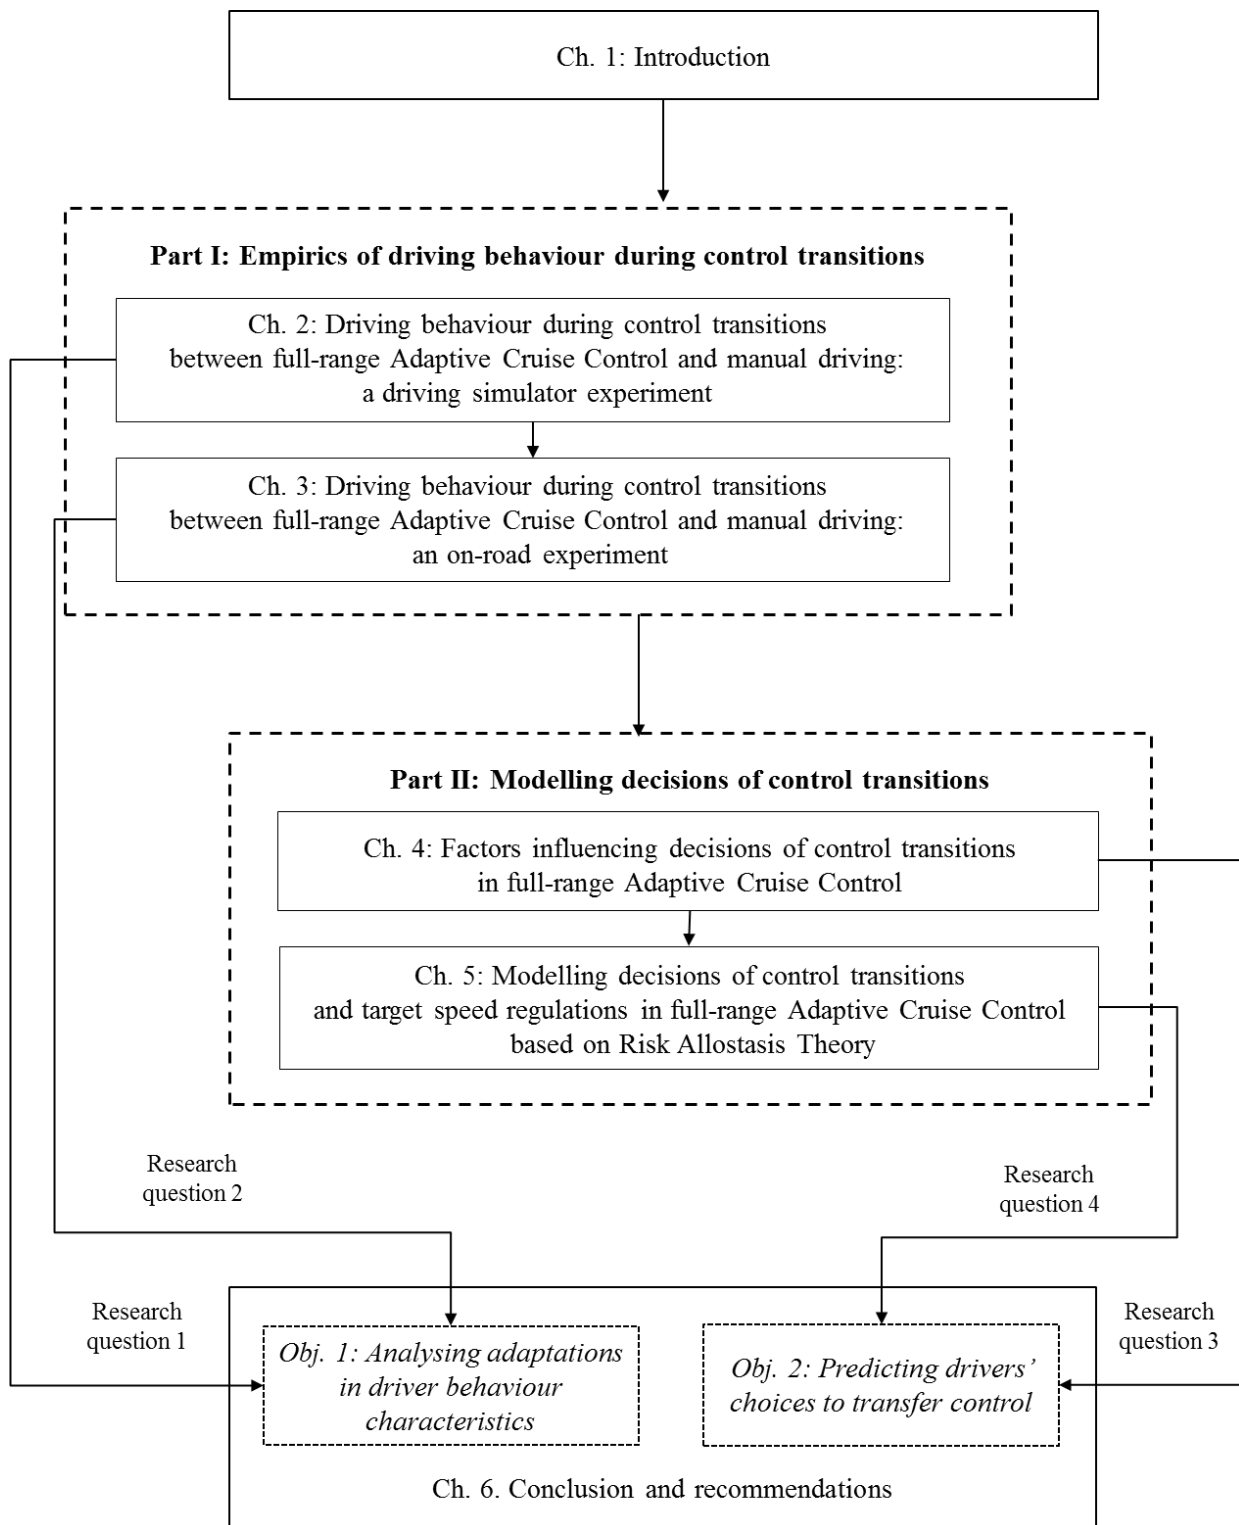 Ch. 1: Introduction
Part I: Empirics of driving behaviour during control transitions
Ch. 2: Driving behaviour during control transitions
between full-range Adaptive Cruise Control and manual driving:
a driving simulator experiment
Ch. 3: Driving behaviour during control transitions
between full-range Adaptive Cruise Control and manual driving:
an on-road experiment
Part II: Modelling decisions of control transitions
Ch. 4: Factors influencing decisions of control transitions
in full-range Adaptive Cruise Control
Ch. 5: Modelling decisions of control transitions
and target speed regulations in full-range Adaptive Cruise Control
based on Risk Allostasis Theory
Research
question 2
Research
question 4
Research
question 1
Research
question 3
Obj. 1: Analysing adaptations
in driver behaviour
characteristics
Obj. 2: Predicting drivers’
choices to transfer control
Ch. 6. Conclusion and recommendations